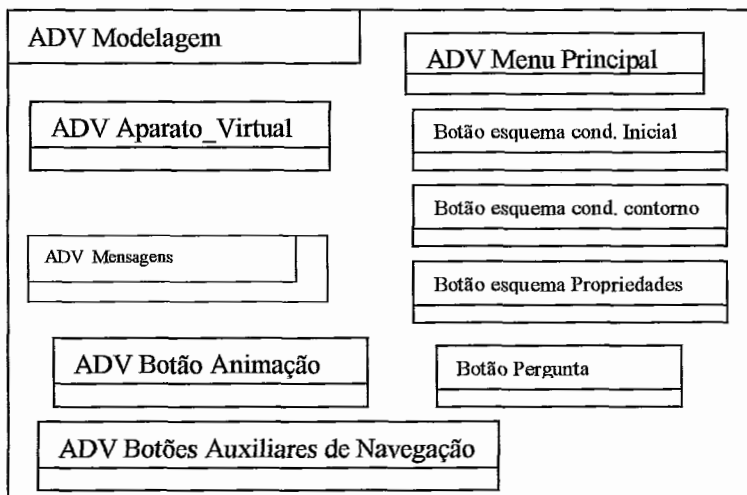 ADV Modelagem
ADV Menu Principal
ADV Aparato_Virtual
Botão esquema cond. Inicial
Botão esquema cond. contorno
ADV Mensagens
Botão esquema Propriedades
ADV Botão Animação
Botão Pergunta
ADV Botões Auxiliares de Navegação